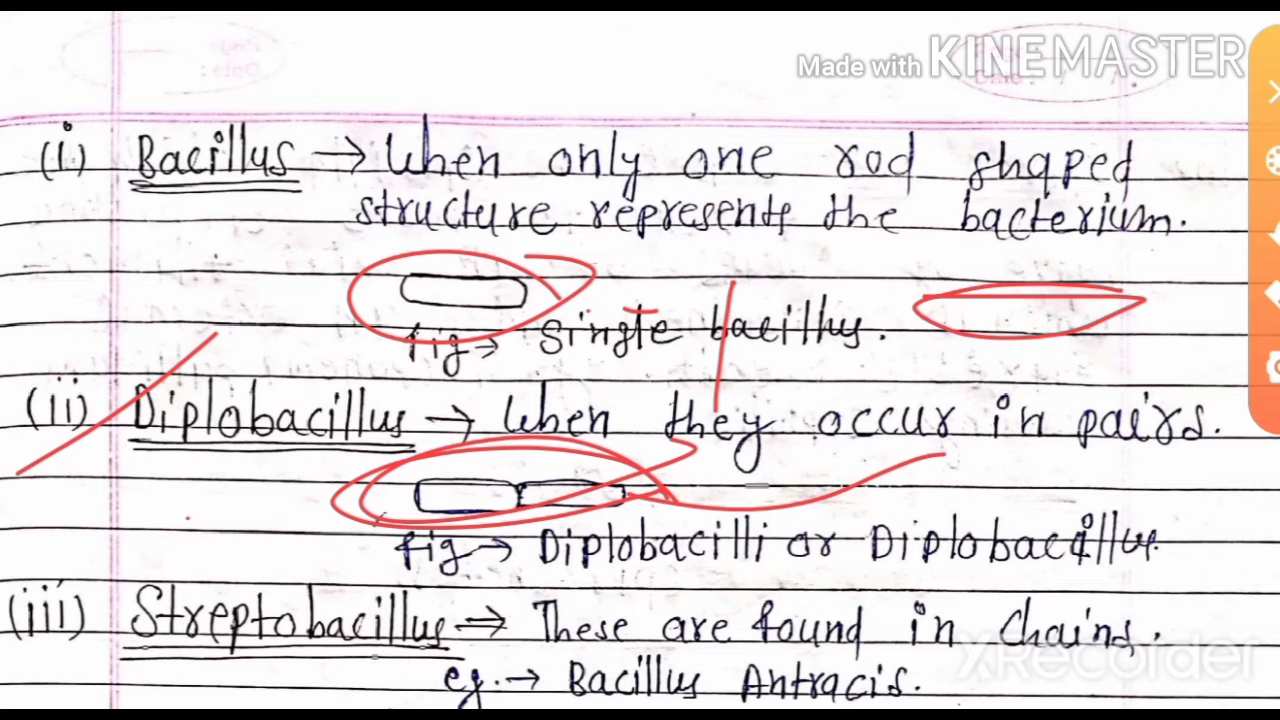 Made with KINEMASTER
(i) Bacillus → When only one rod shaped
structure represents the bacterium.
fig → Single bacillus.
(ii) Diplobacillus → When they occur in pairs.
fig → Diplobacilli or Diplobacillus.
(iii) Streptobacillus → These are found in chains.
XRecorder
eg. → Bacillus Antracis.